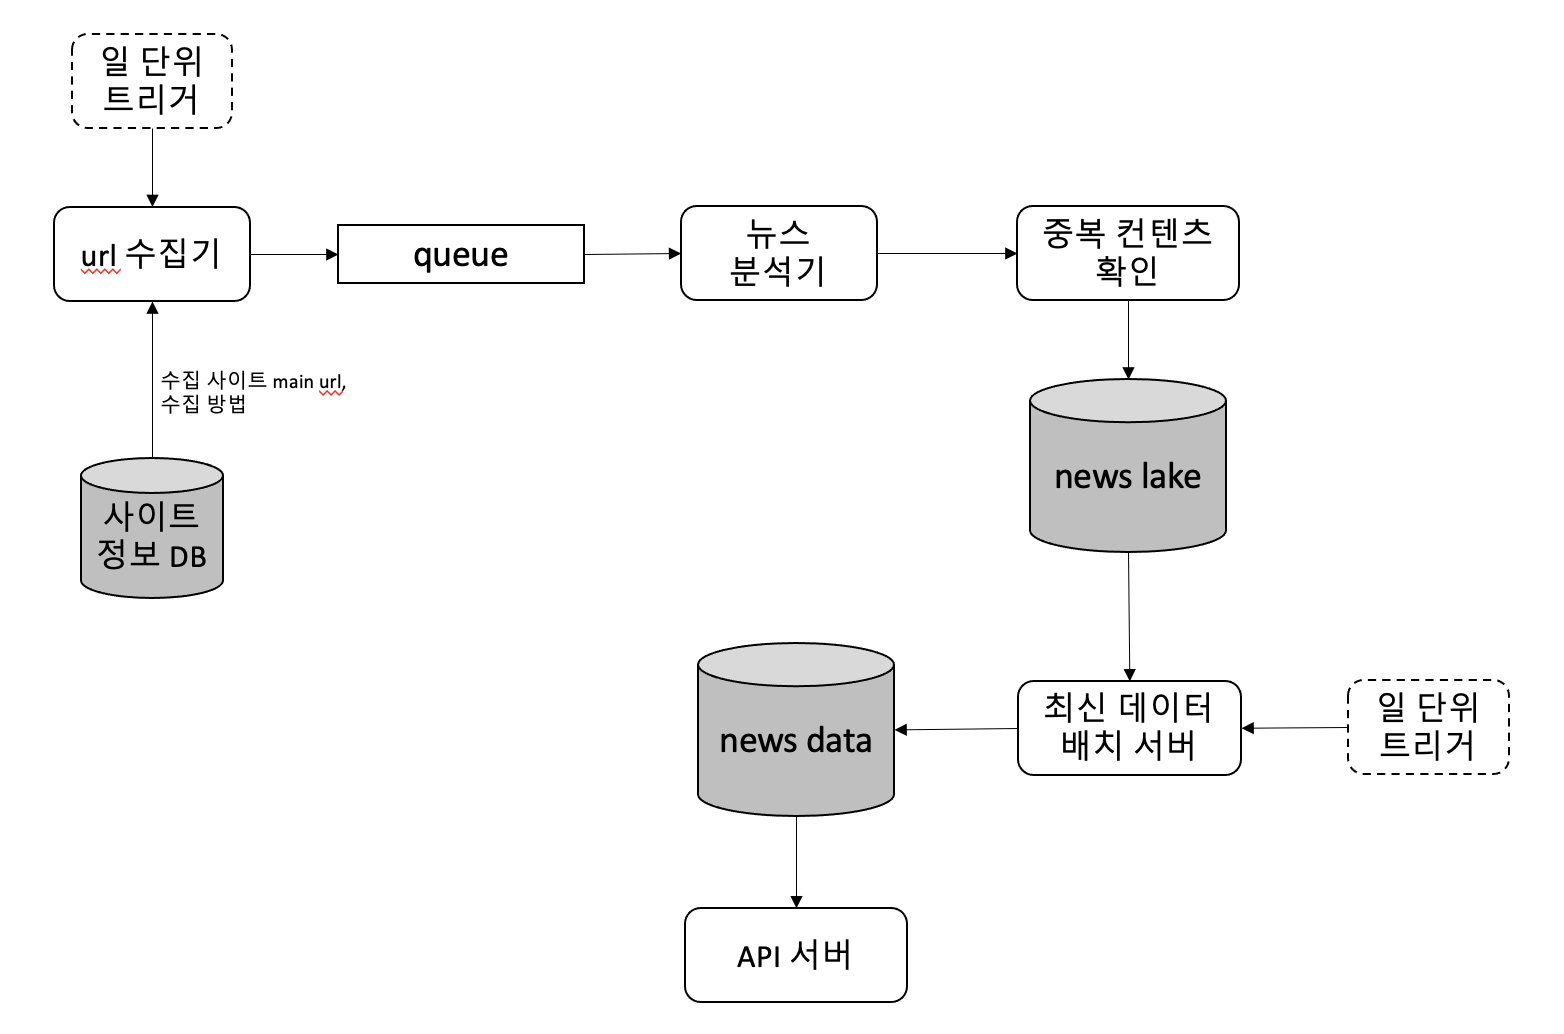 일 단위
트리거
url 수집기
queue
뉴스
분석기
중복 컨텐츠
확인
수집 사이트 main url,
수집 방법
사이트
정보 DB
news lake
news data
최신 데이터
배치 서버
일 단위
트리거
API 서버